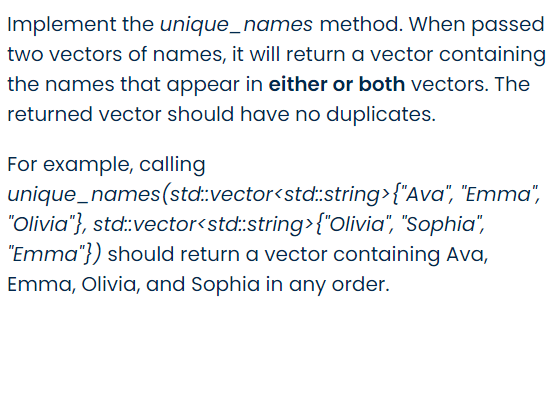 Implement the unique_names method. When passed
two vectors of names, it will return a vector containing
the names that appear in either or both vectors. The
returned vector should have no duplicates.
For example, calling
unique_names(std::vector<std::string>{"Ava", "Emma",
"Olivia"}, std::vector<std::string>{"Olivia", "Sophia",
"Emma"}) should return a vector containing Ava,
Emma, Olivia, and Sophia in any order.